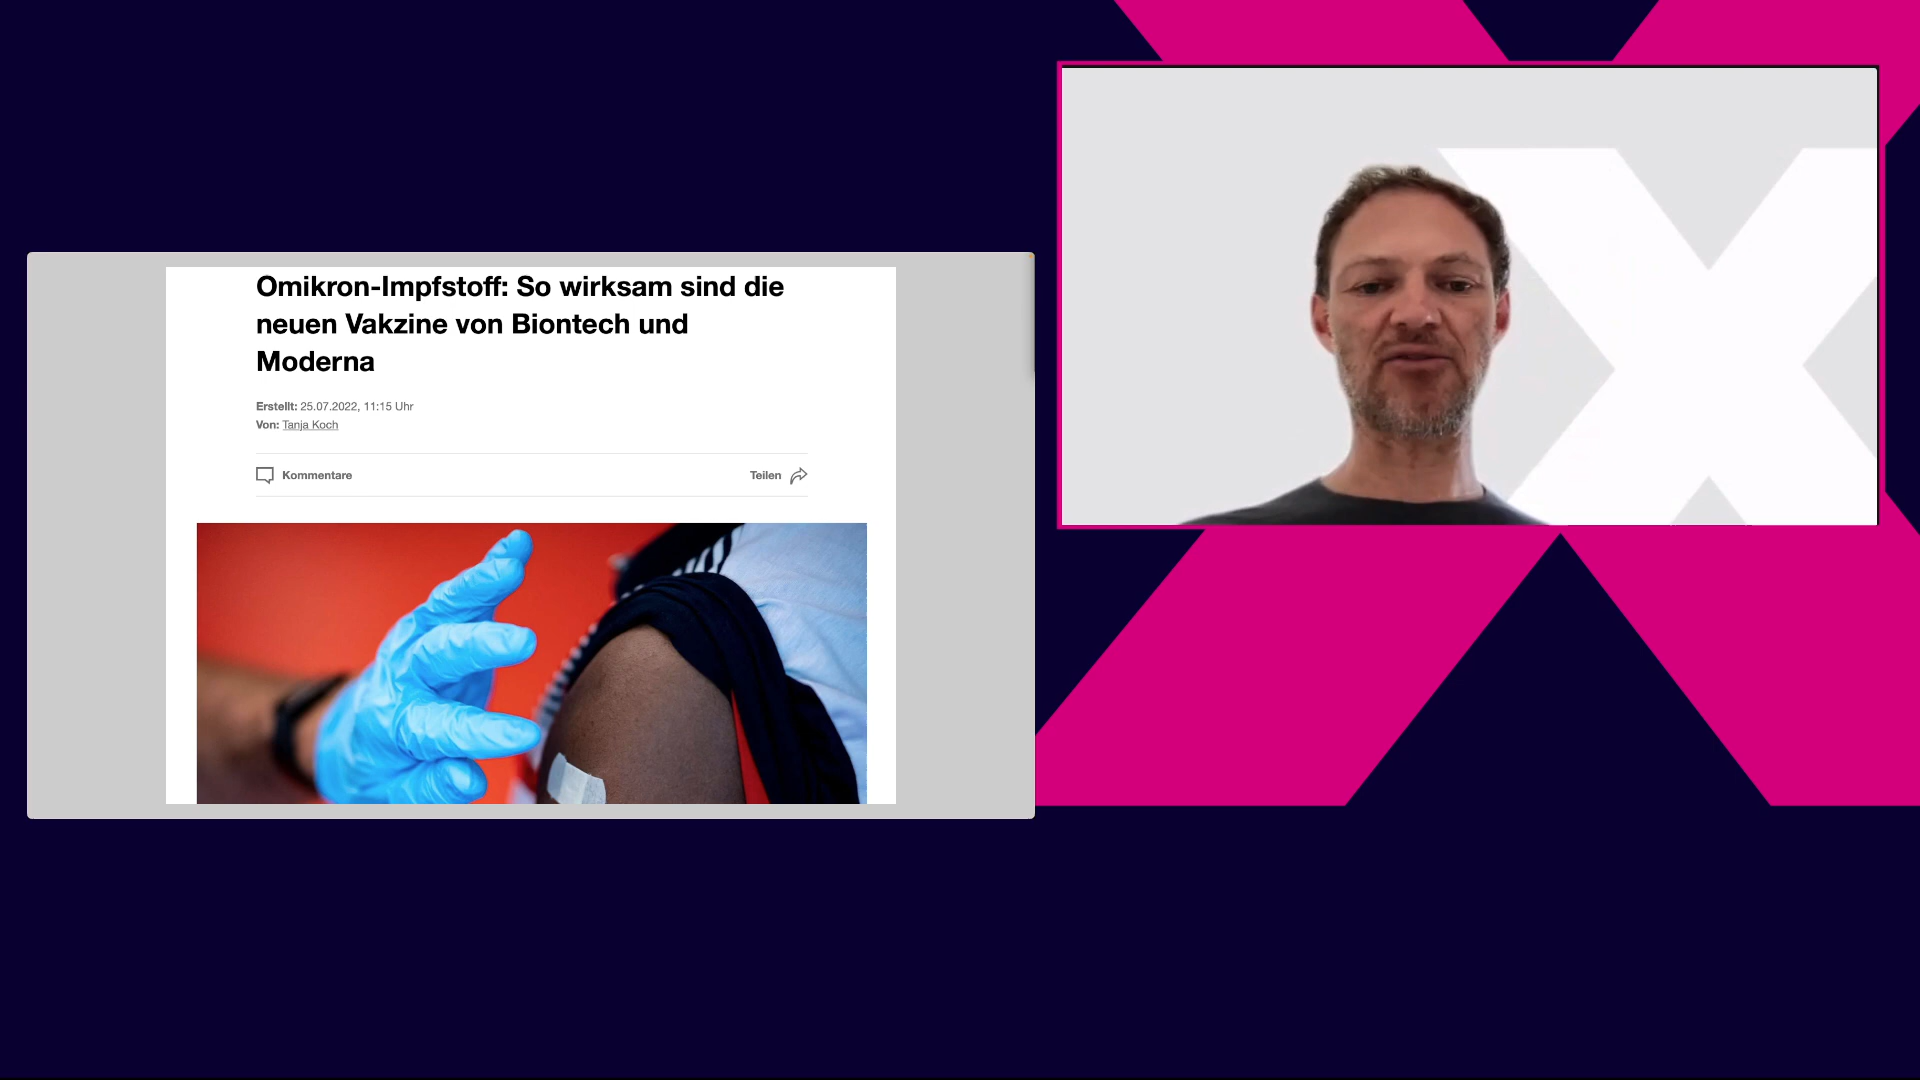 Omikron-Impfstoff: So wirksam sind die
neuen Vakzine von Biontech und
Moderna
Erstellt: 25.07.2022, 11:15 Uhr
Von: Tanja Koch
Kommentare
Teilen